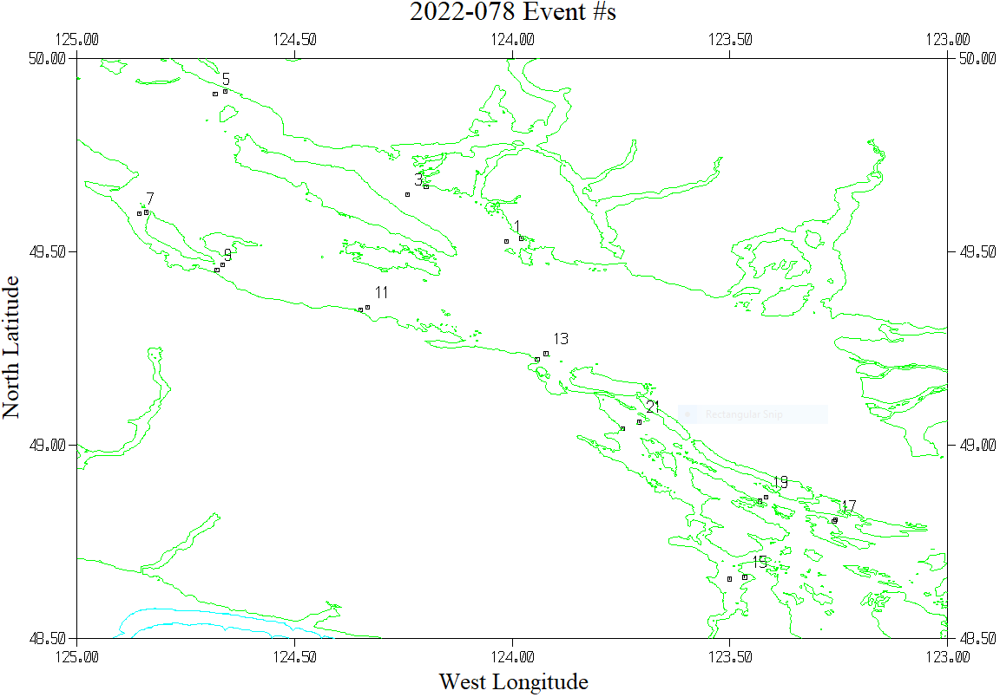 2022-078 Event #s
125.00 124.50 124.00 123.50 123.00
50.00 50.00
5
3
7
1
49.50 49.50
9
11
13
21
Rectangular Snip
49.00 49.00
19
17
15
48.50 48.50
125.00 124.50 124.00 123.50 123.00
West Longitude
North Latitude